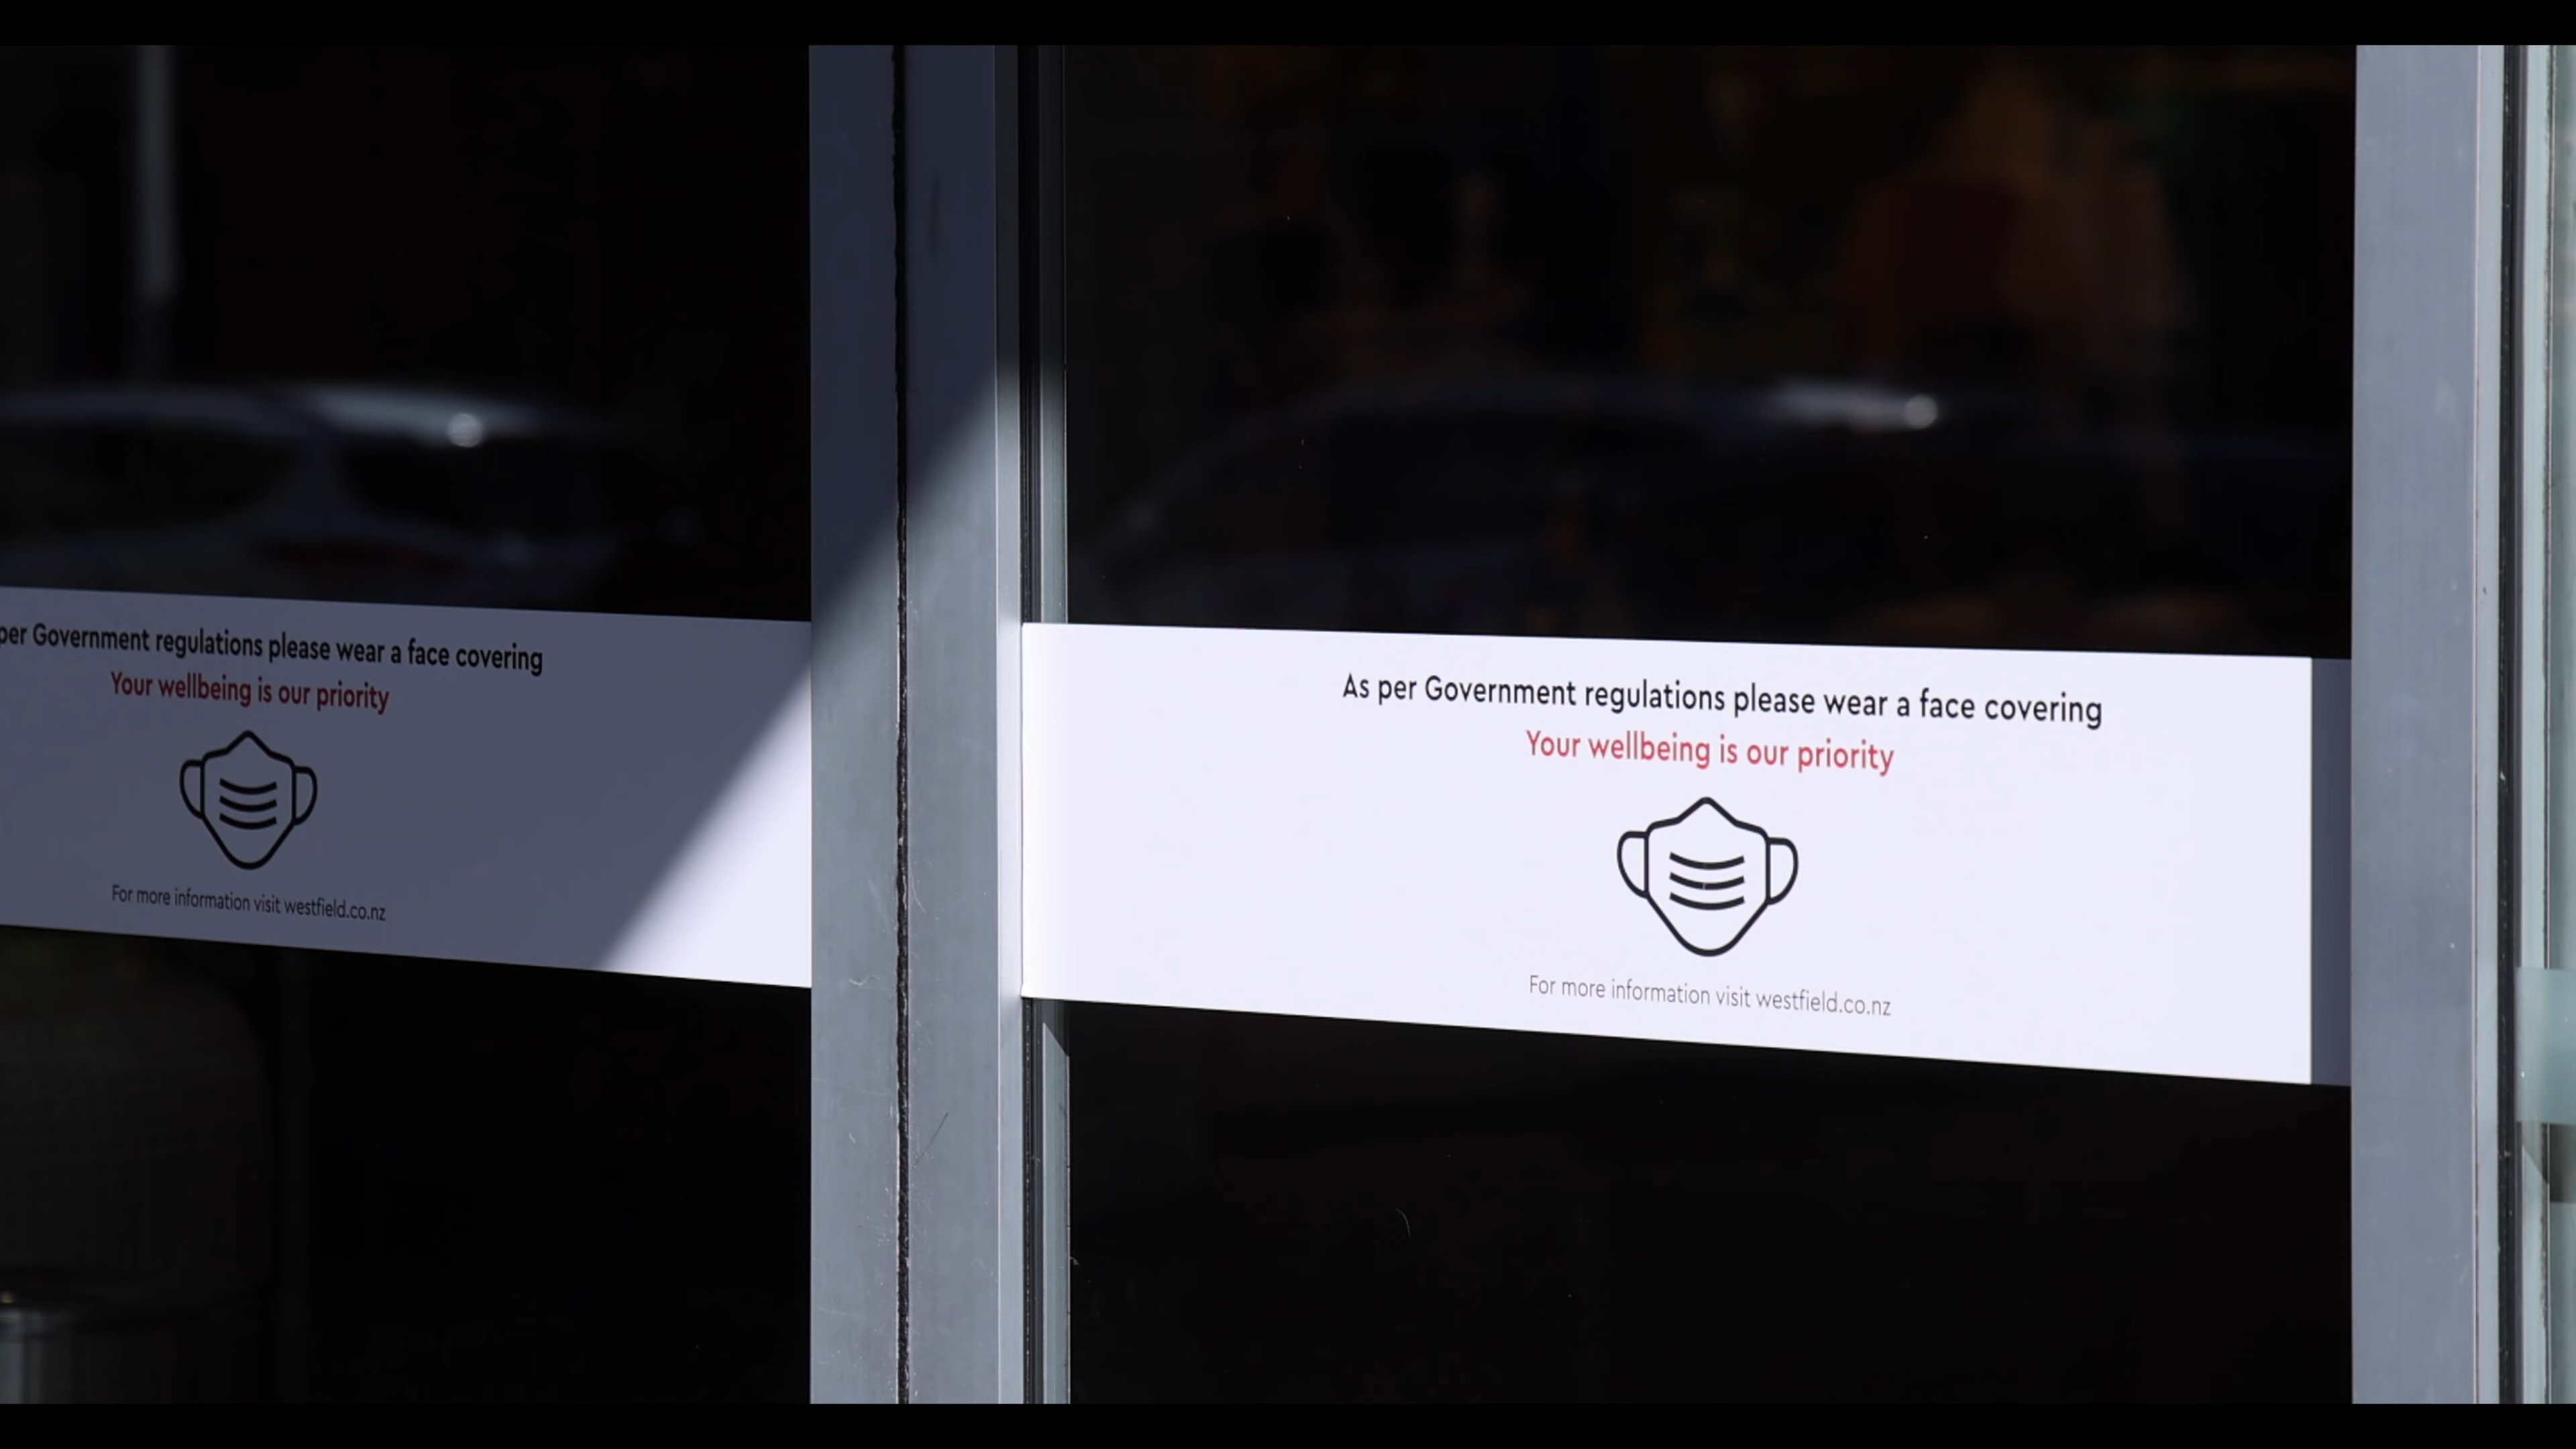 per Government regulations please wear a face covering
Your wellbeing is our priority
For more information visit westfield.co.nz
As per Government regulations please wear a face covering
Your wellbeing is our priority
For more information visit westfield.co.nz